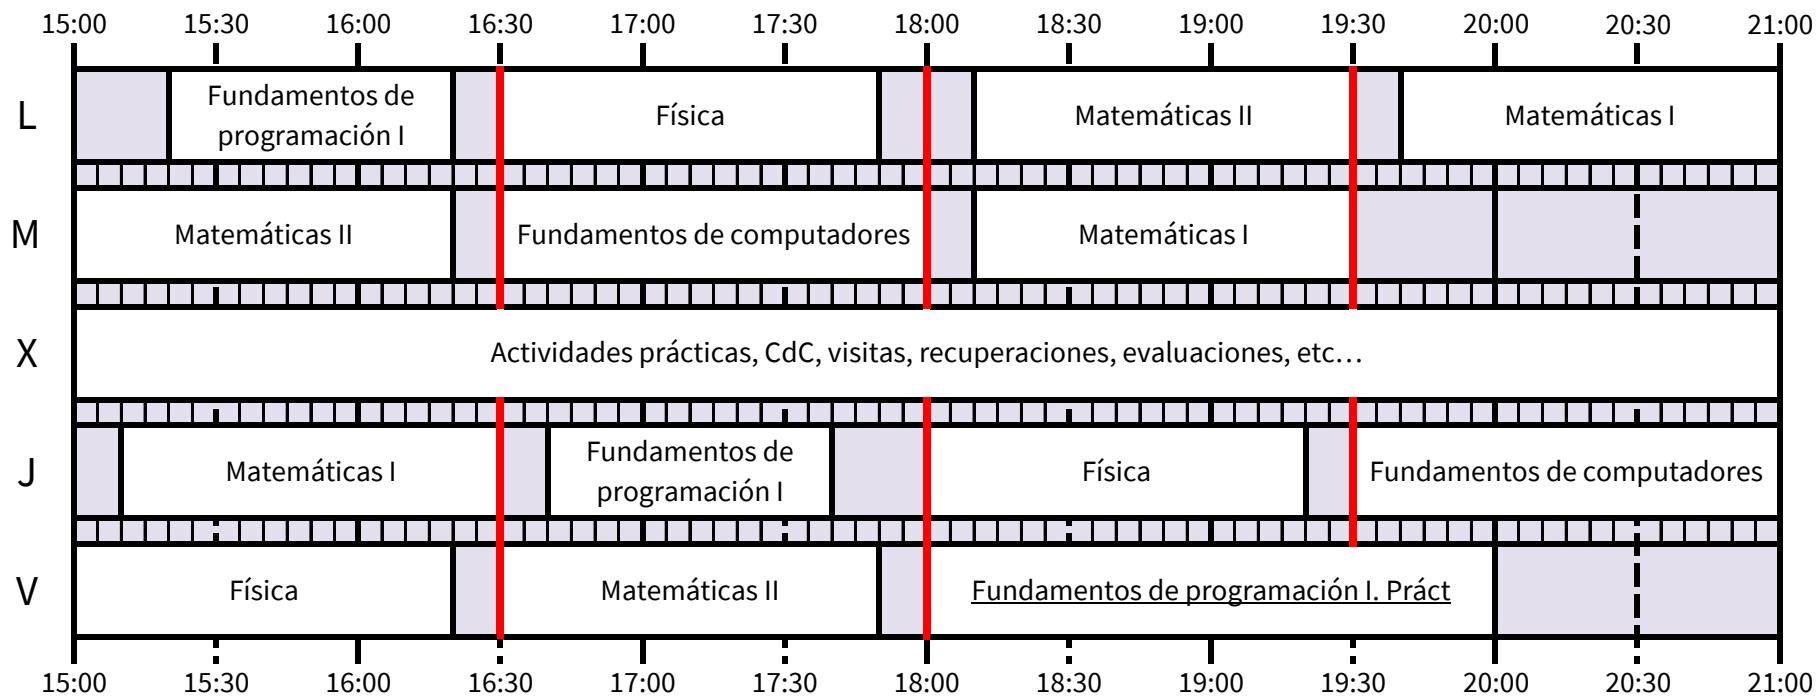 15:00 15:30 16:00 16:30 17:00 17:30 18:00 18:30 19:00 19:30 20:00 20:30 21:00
L
Fundamentos de
programación I
Física
Matemáticas II
Matemáticas I
M
Matemáticas II
Fundamentos de computadores
Matemáticas I
X
Actividades prácticas, CdC, visitas, recuperaciones, evaluaciones, etc…
J
Matemáticas I
Fundamentos de
programación I
Física
Fundamentos de computadores
V
Física
Matemáticas II
Fundamentos de programación I. Práct
15:00 15:30 16:00 16:30 17:00 17:30 18:00 18:30 19:00 19:30 20:00 20:30 21:00